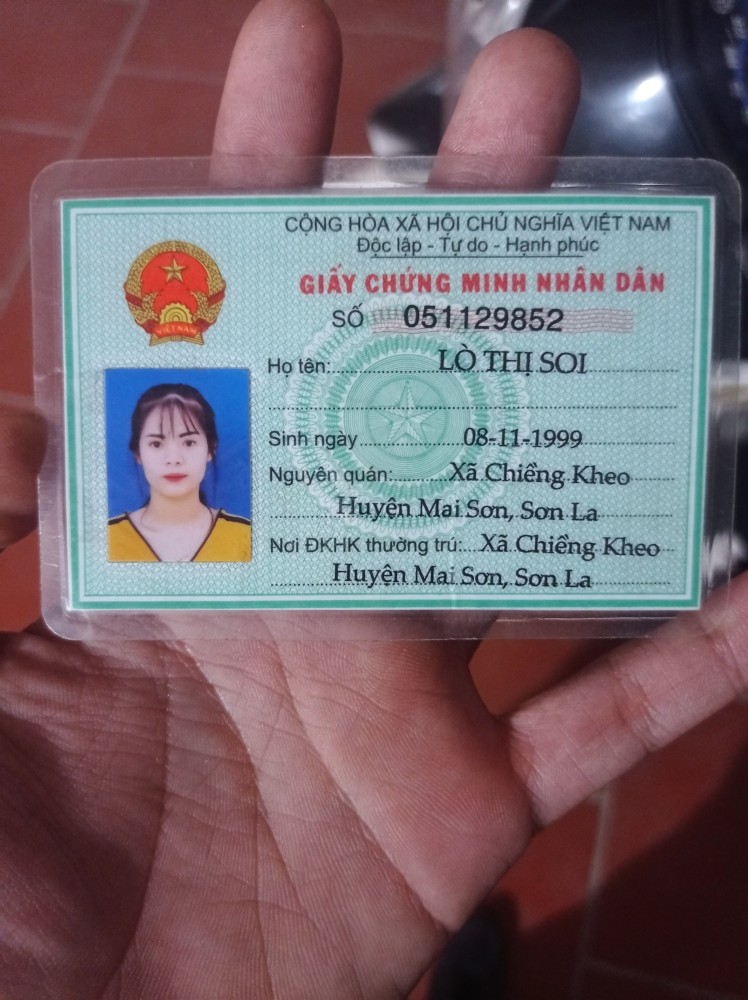 CỘNG HÒA XÃ HỘI CHỦ NGHĨA VIỆT NAM
Độc lập - Tự do - Hạnh phúc
GIẤY CHỨNG MINH NHÂN DÂN
SỐ 051129852
Họ tên: LÒ THỊ SOI
Sinh ngày 08-11-1999
Nguyên quán: Xã Chiềng Kheo
Huyện Mai Sơn, Sơn La
Nơi ĐKHK thường trú: Xã Chiềng Kheo
Huyện Mai Sơn, Sơn La
VIỆT NAM